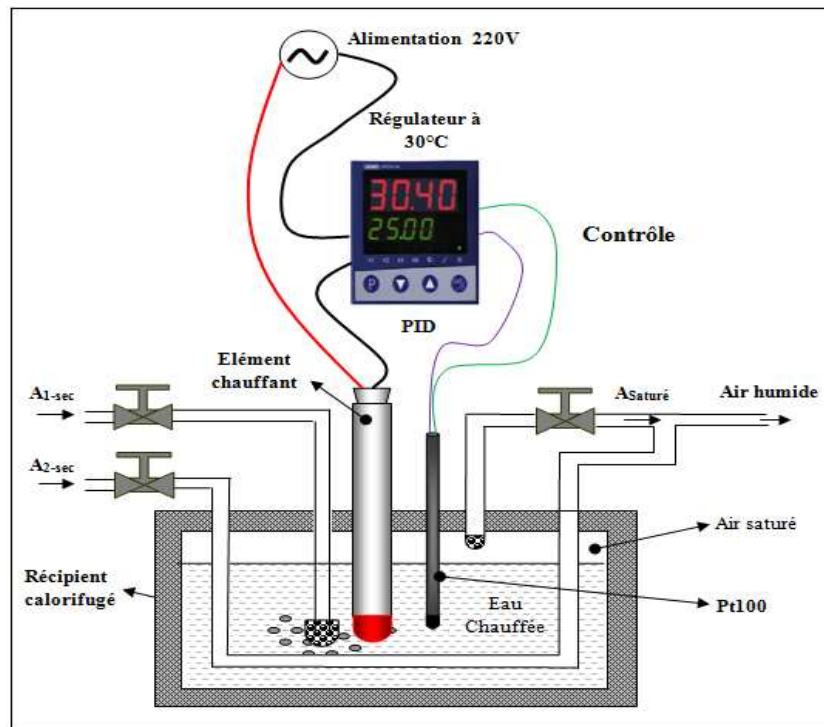 Alimentation 220V
Régulateur à
30°C
30.40
25.00
P
Contrôle
PID
Elément
chauffant
A1-sec
ASaturé
Air humide
A2-sec
Air saturé
Récipient
calorifugé
Eau
Chauffée
Pt100